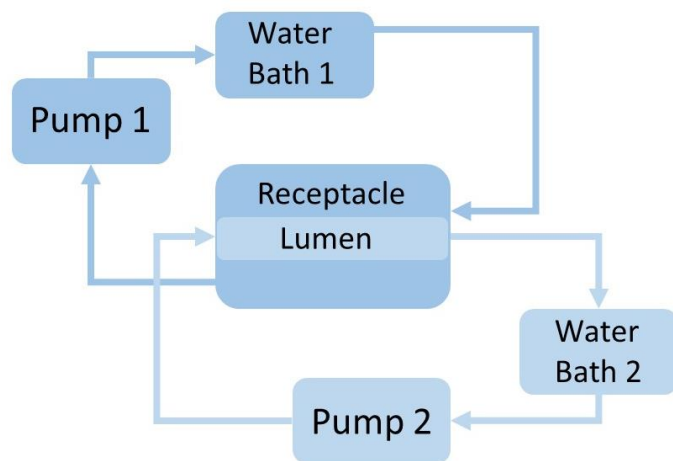 Water
Bath 1
Pump 1
Receptacle
Lumen
Water
Bath 2
Pump 2